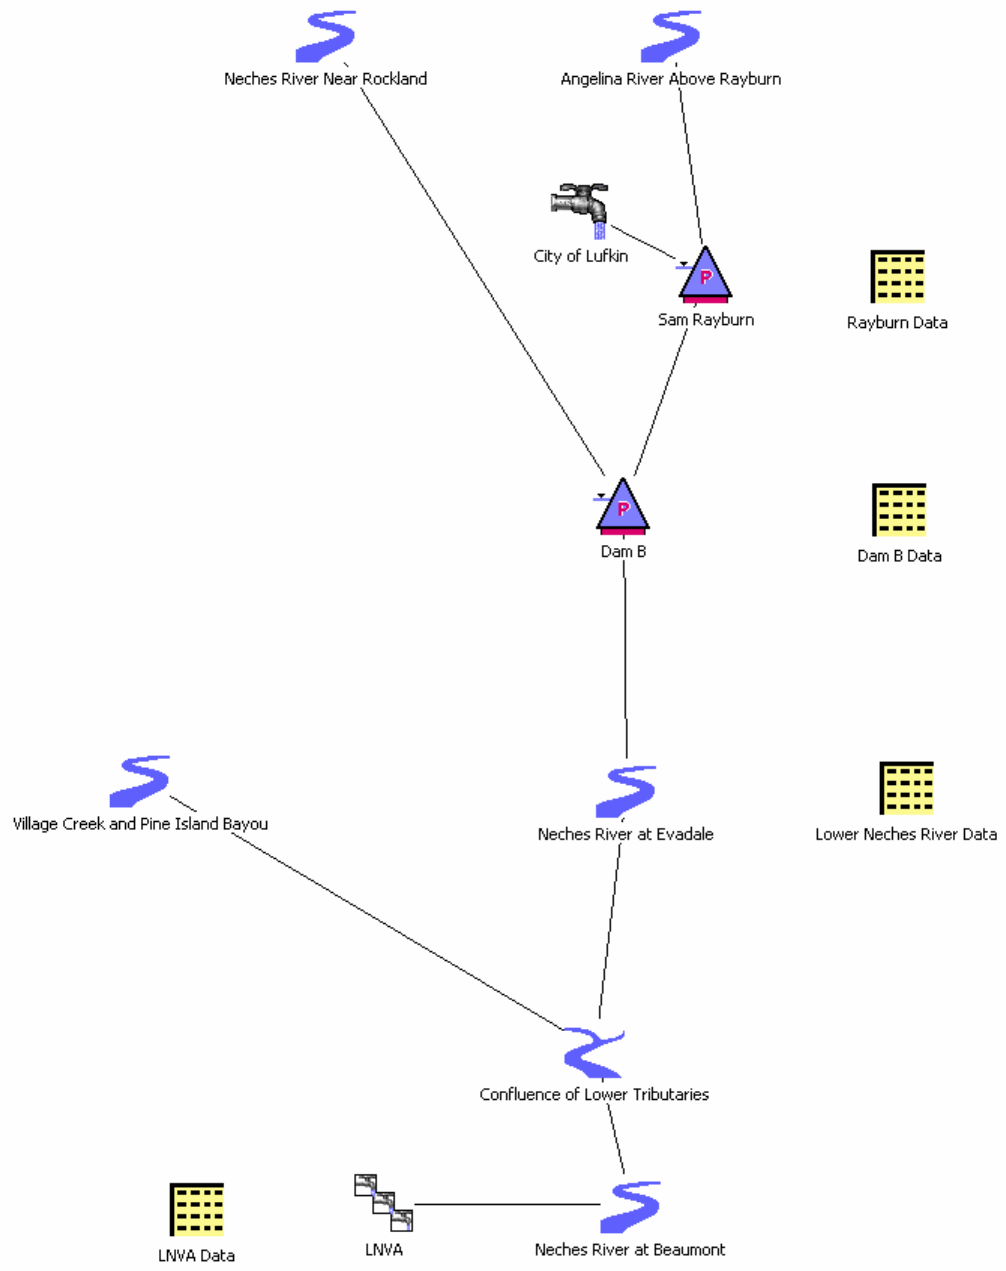 Neches River Near Rockland
Angelina River Above Rayburn
City of Lufkin
P
Sam Rayburn
Rayburn Data
P
Dam B
Dam B Data
Village Creek and Pine Island Bayou
Neches River at Evadale
Lower Neches River Data
Confluence of Lower Tributaries
LNVA Data
LNVA
Neches River at Beaumont